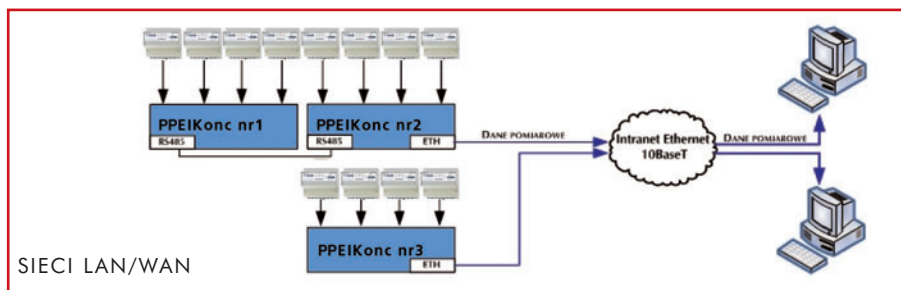 PPEIKonc nr1
RS485
PPEIKonc nr2
RS485
ETH
DANE POMIAROWE
Intranet Ethernet
10BaseT
DANE POMIAROWE
PPEIKonc nr3
ETH
SIECI LAN/WAN